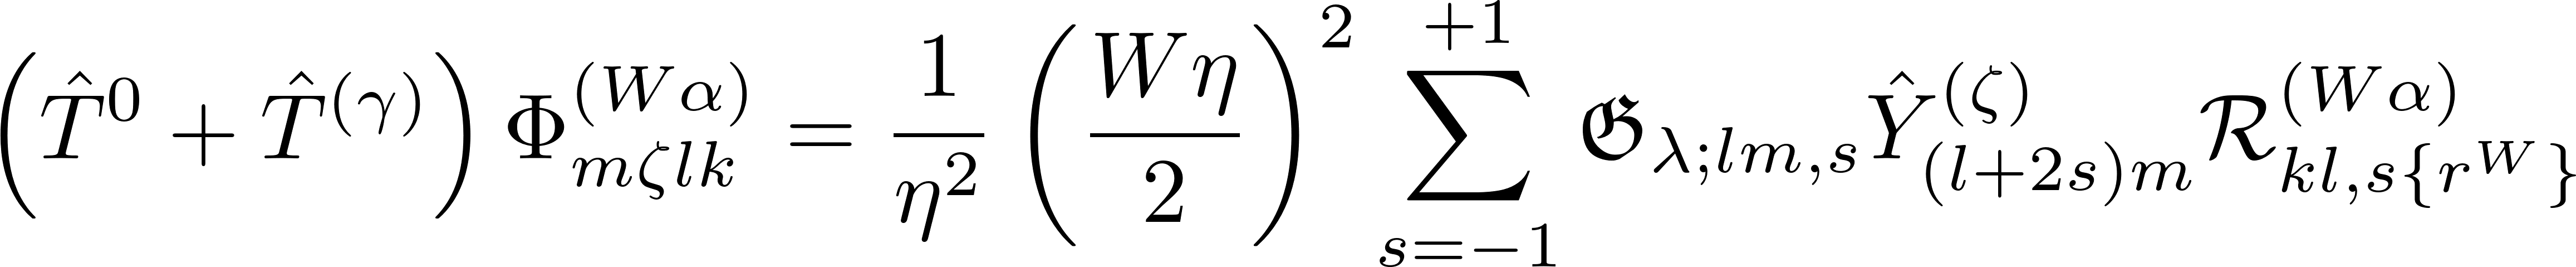 \left( \hat{T}^{0} + \hat{T}^{(\gamma)} \right) \Phi_{m\zeta lk}^{(W\alpha)} = \frac{1}{\eta^{2}} \left( \frac{W\eta}{2} \right)^{2} \sum_{s=-1}^{+1} \mathfrak{G}_{\lambda;lm,s} \hat{Y}_{(l+2s)m}^{(\zeta)} \mathcal{R}_{kl,s\{r^{W}\}}^{(W\alpha)}